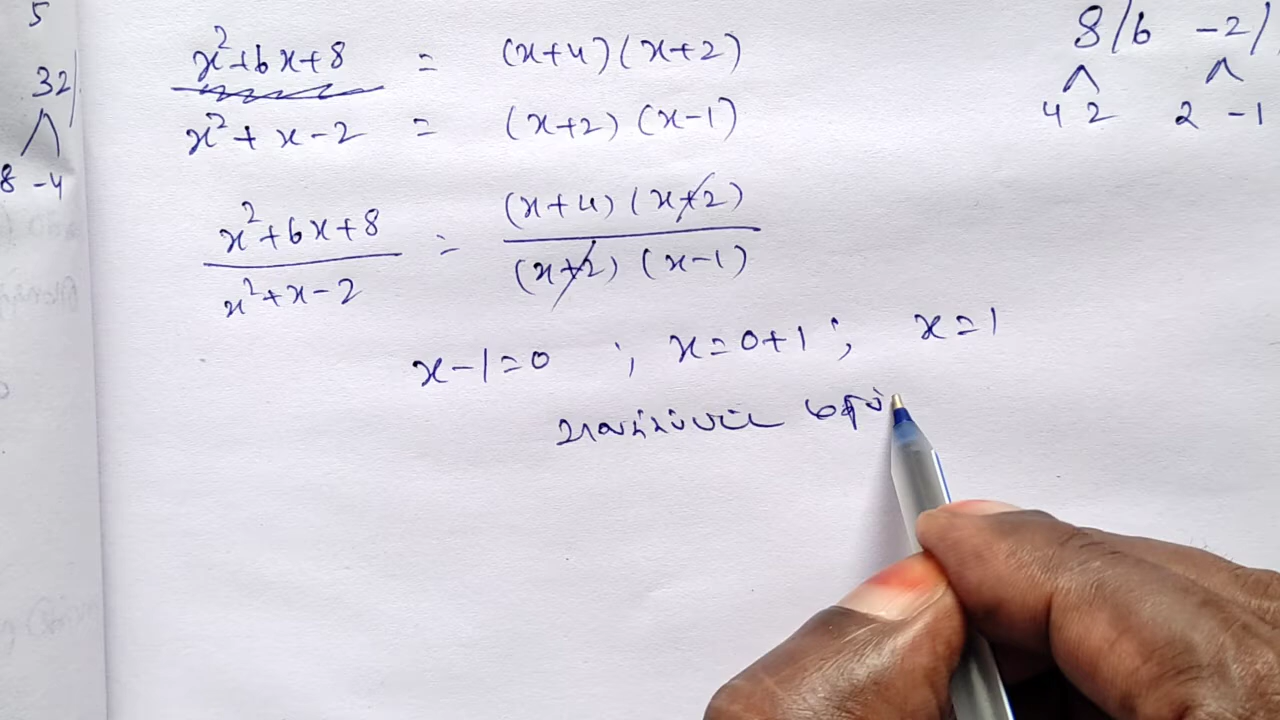 5
32
8 -4
x²+6x+8 = (x+4)(x+2)
8/6 -2/
4 2 2 -1
x²+x-2 = (x+2) (x-1)
x²+6x+8 / x²+x-2 = (x+4)(x+2) / (x+2) (x-1)
x-1=0 ; x=0+1 ; x=1